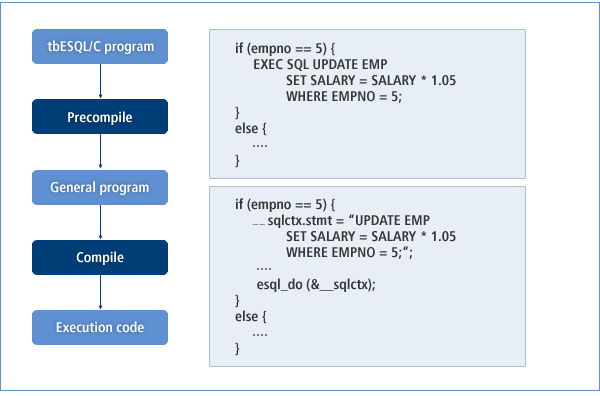 tbESQL/C program
Precompile
General program
Compile
Execution code
if (empno == 5) {
EXEC SQL UPDATE EMP
SET SALARY = SALARY * 1.05
WHERE EMPNO = 5;
}
else {
....
}
if (empno == 5) {
__sqlctx.stmt = “UPDATE EMP
SET SALARY = SALARY * 1.05
WHERE EMPNO = 5;”;
....
esql_do (&__sqlctx);
}
else {
....
}